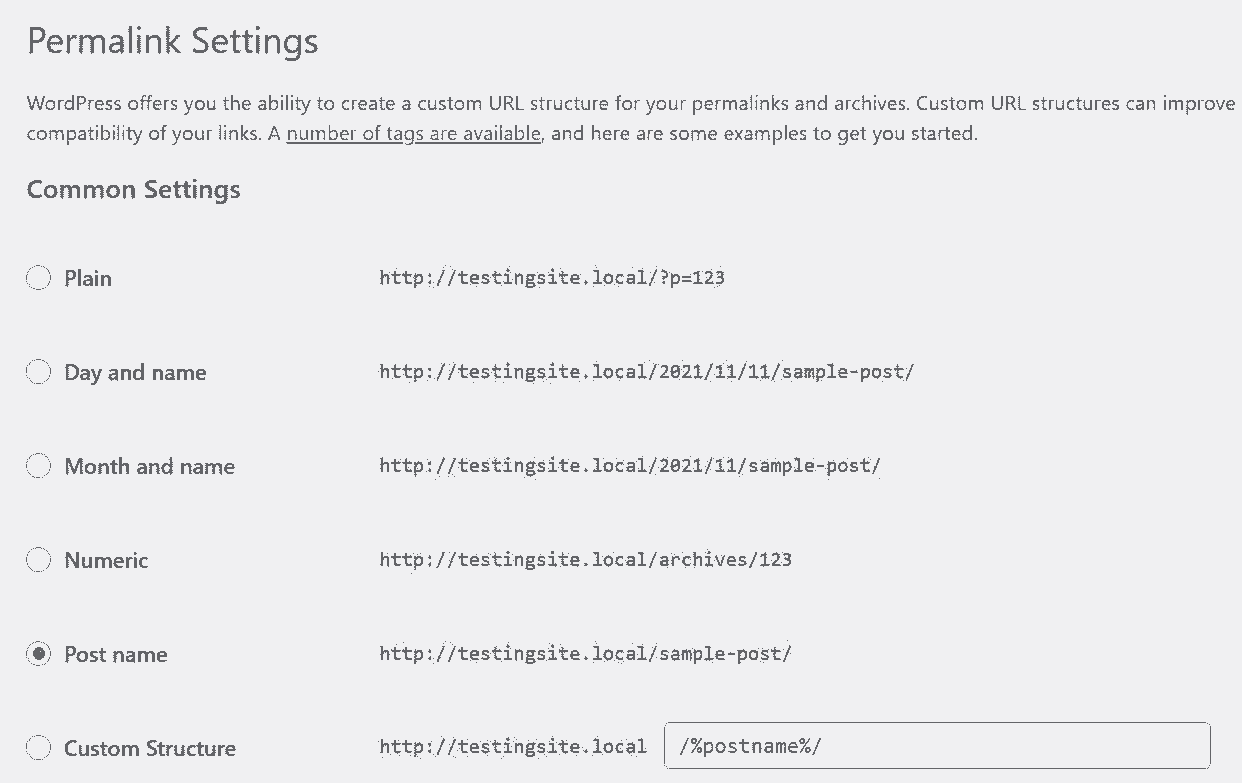 Permalink Settings
WordPress offers you the ability to create a custom URL structure for your permalinks and archives. Custom URL structures can improve
compatibility of your links. A number of tags are available, and here are some examples to get you started.
Common Settings
Plain http://testingsite.local/?p=123
Day and name http://testingsite.local/2021/11/11/sample-post/
Month and name http://testingsite.local/2021/11/sample-post/
Numeric http://testingsite.local/archives/123
Post name http://testingsite.local/sample-post/
Custom Structure http://testingsite.local /%postname%/